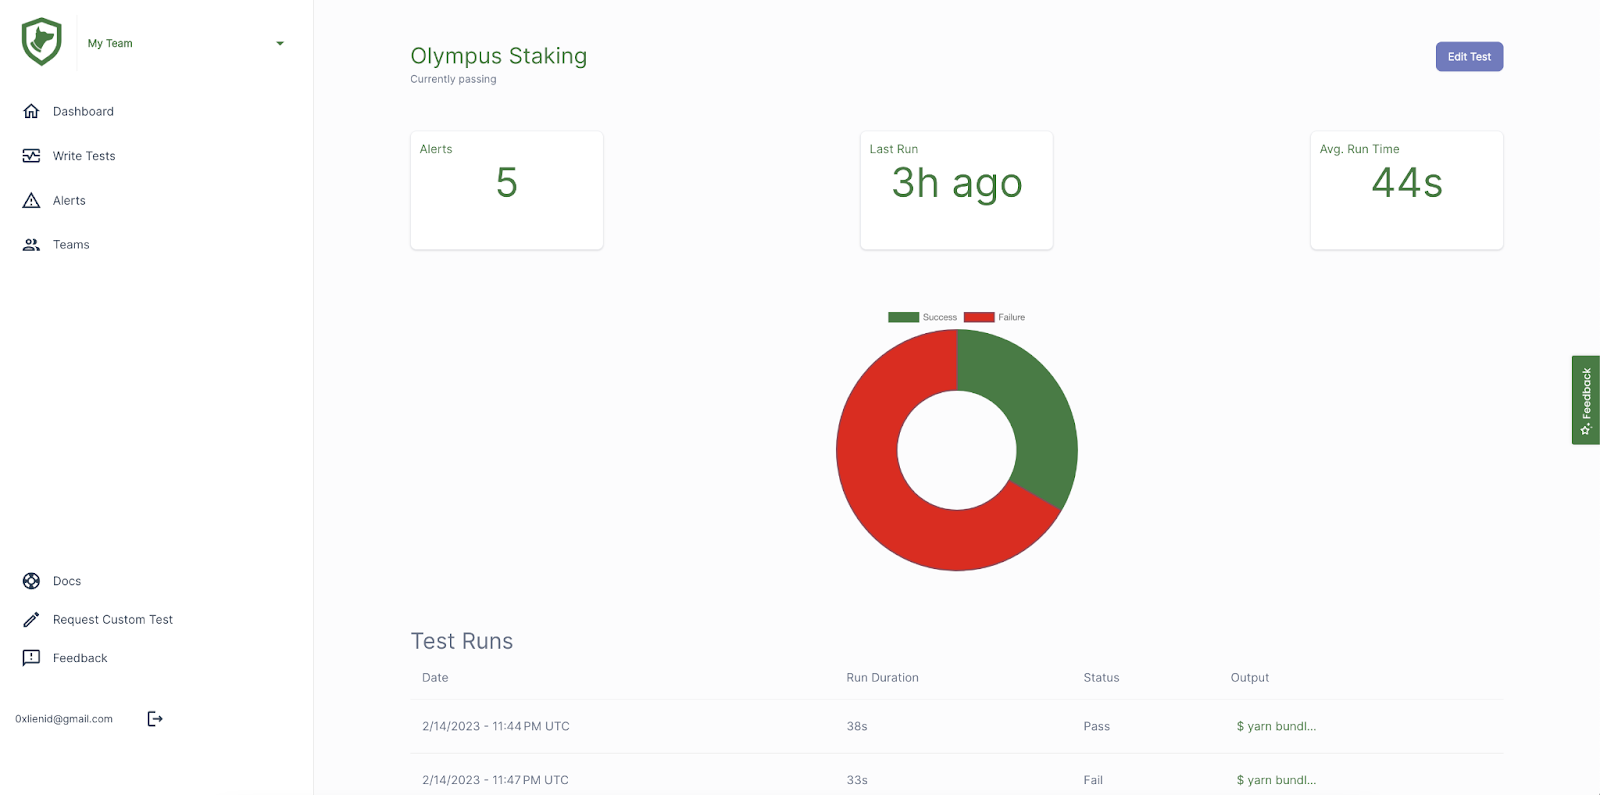 My Team
Dashboard
Write Tests
Alerts
Teams
Docs
Request Custom Test
Feedback
0xlienid@gmail.com
Olympus Staking
Currently passing
Edit Test
Alerts
5
Last Run
3h ago
Avg. Run Time
44s
Success Failure
Test Runs
Date Run Duration Status Output
2/14/2023 - 11:44 PM UTC 38s Pass $ yarn bundl...
2/14/2023 - 11:47 PM UTC 33s Fail $ yarn bundl...
Feedback